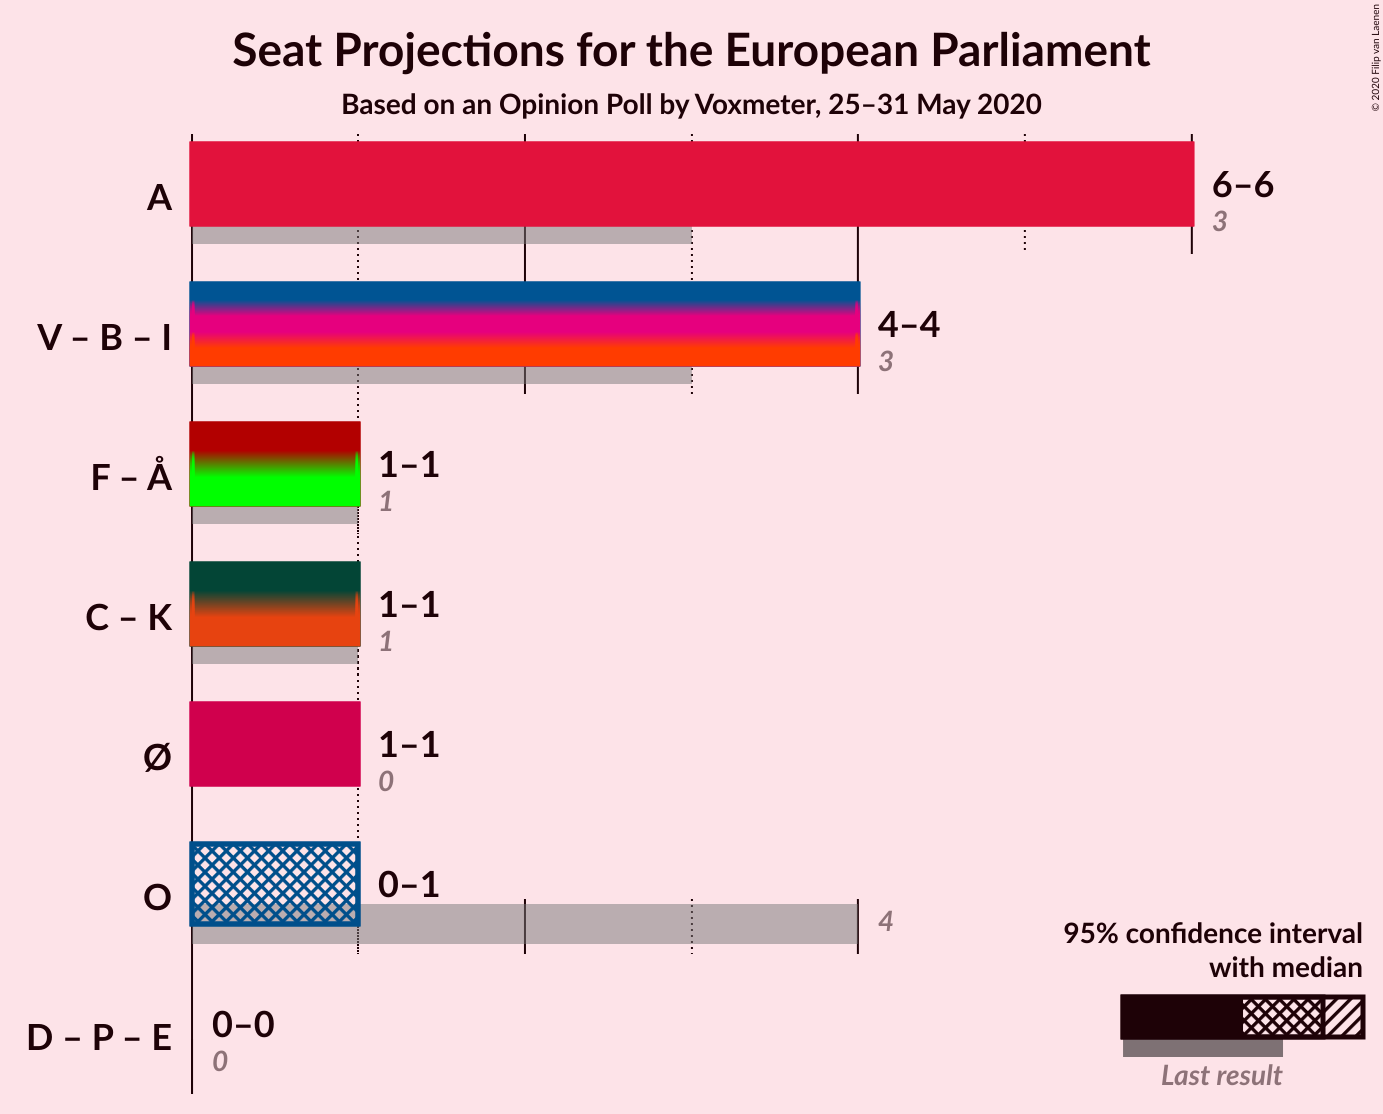 Seat Projections for the European Parliament
Based on an Opinion Poll by Voxmeter, 25–31 May 2020
© 2020 Filip van Laenen
A
6–6
3
V – B – I
4–4
3
F – Å
1–1
1
C – K
1–1
1
Ø
1–1
0
O
0–1
4
D – P – E
0–0
0
95% confidence interval
with median
Last result